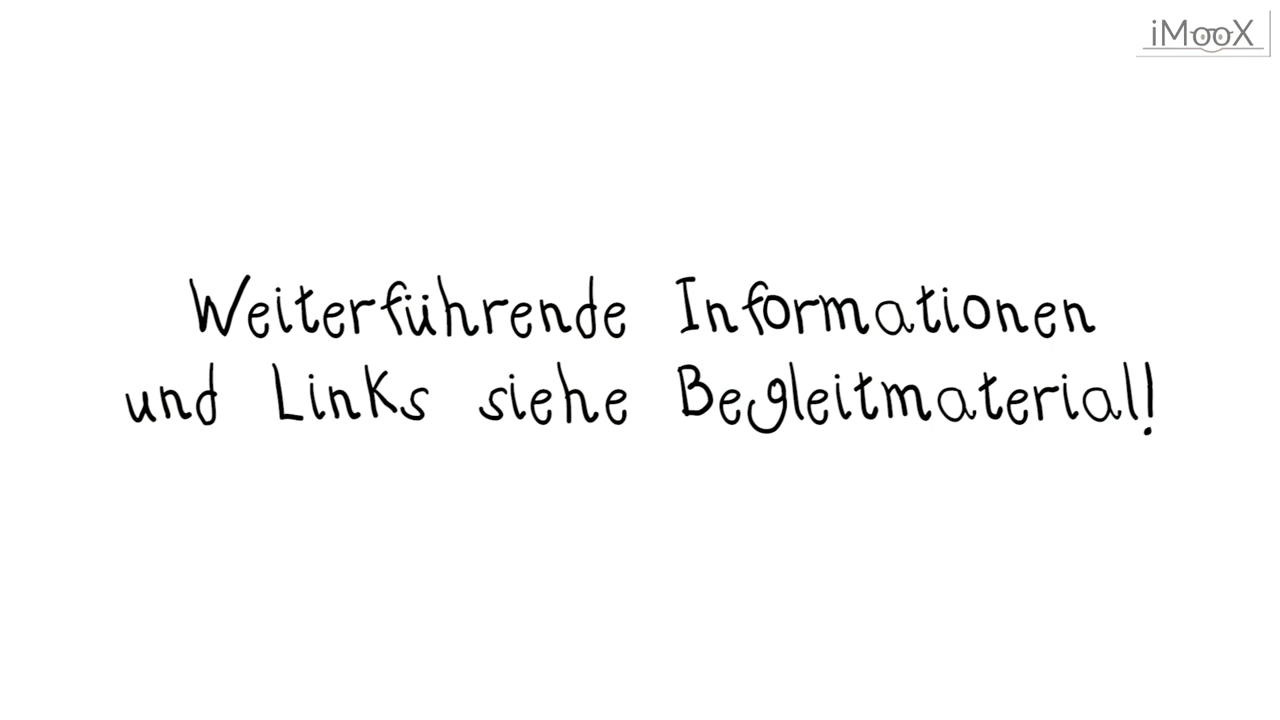 iMooX
Weiterführende Informationen
und Links siehe Begleitmaterial!